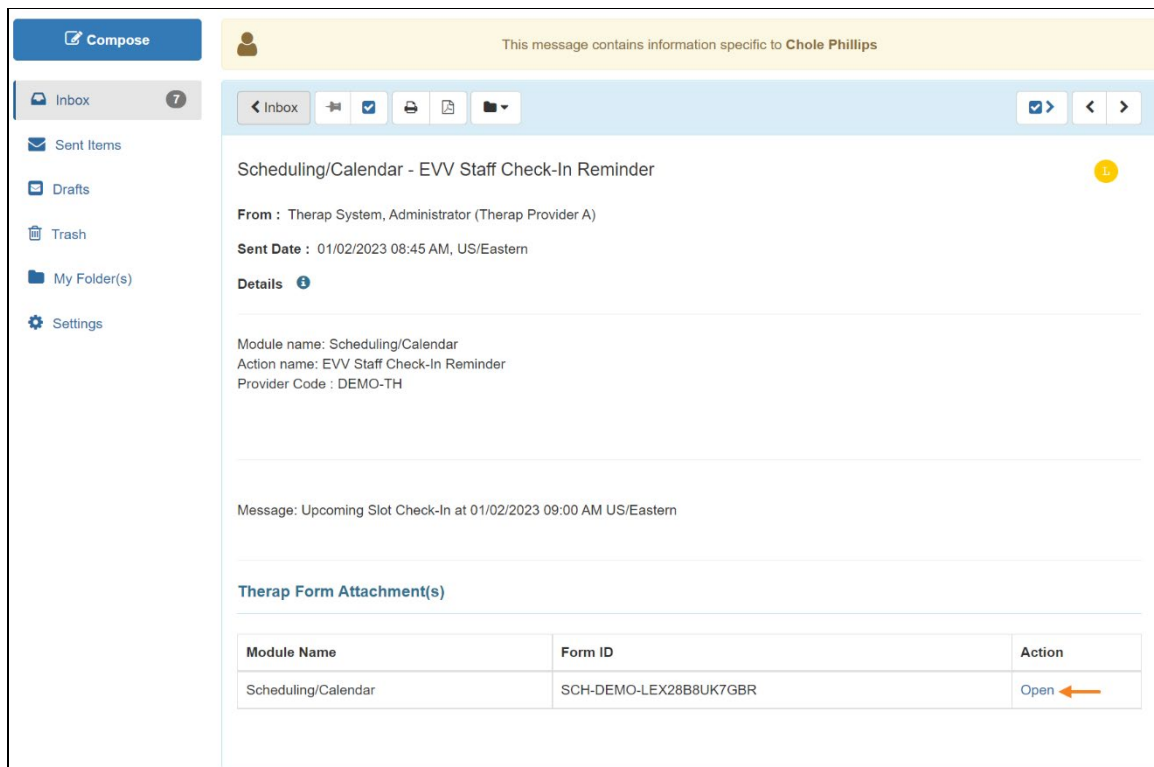 Compose
This message contains information specific to Chole Phillips
Inbox 7
Sent Items
Drafts
Trash
My Folder(s)
Settings
Inbox
Scheduling/Calendar - EVV Staff Check-In Reminder
L
From : Therap System, Administrator (Therap Provider A)
Sent Date : 01/02/2023 08:45 AM, US/Eastern
Details
Module name: Scheduling/Calendar
Action name: EVV Staff Check-In Reminder
Provider Code : DEMO-TH
Message: Upcoming Slot Check-In at 01/02/2023 09:00 AM US/Eastern
Therap Form Attachment(s)
Module Name Form ID Action
Scheduling/Calendar SCH-DEMO-LEX28B8UK7GBR Open